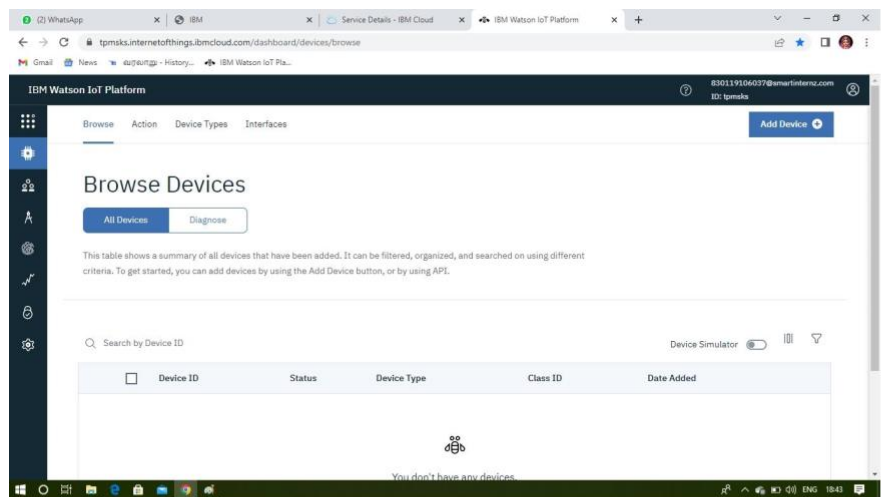 (2) WhatsApp
IBM
Service Details - IBM Cloud
IBM Watson IoT Platform
tpmsks.internetofthings.ibmcloud.com/dashboard/devices/browse
Gmail
News
வரலாறு - History...
IBM Watson IoT Pla...
IBM Watson IoT Platform
830119106037@smartinternz.com
ID: tpmsks
Browse Action Device Types Interfaces
Add Device
Browse Devices
All Devices Diagnose
This table shows a summary of all devices that have been added. It can be filtered, organized, and searched on using different
criteria. To get started, you can add devices by using the Add Device button, or by using API.
Search by Device ID
Device Simulator
Device ID Status Device Type Class ID Date Added
You don't have any devices.
ENG 18:43